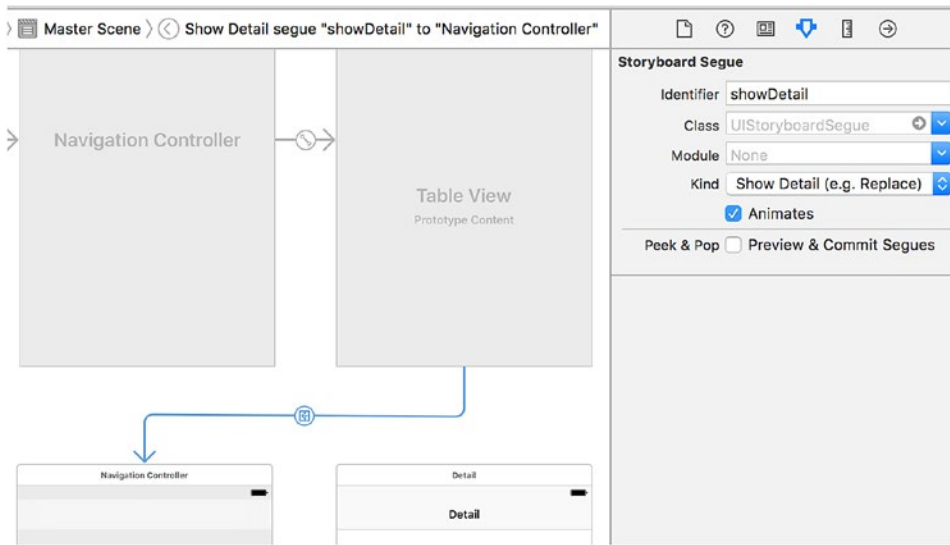 Master Scene
Show Detail segue "showDetail" to "Navigation Controller"
Storyboard Segue
Identifier showDetail
Class UIStoryboardSegue
Module None
Kind Show Detail (e.g. Replace)
Animates
Peek & Pop Preview & Commit Segues
Navigation Controller
Table View
Prototype Content
Navigation Controller
Detail
Detail